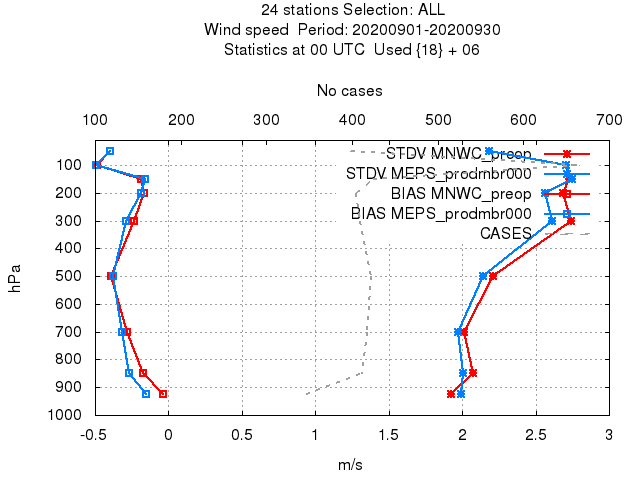 24 stations Selection: ALL
Wind speed  Period: 20200901-20200930
Statistics at 00 UTC  Used {18} + 06
No cases
100 200 300 400 500 600 700
STDV MNWC_preop
STDV MEPS_prodmbr000
BIAS MNWC_preop
BIAS MEPS_prodmbr000
CASES
100
200
300
400
500
600
700
800
900
1000
hPa
-0.5 0 0.5 1 1.5 2 2.5 3
m/s